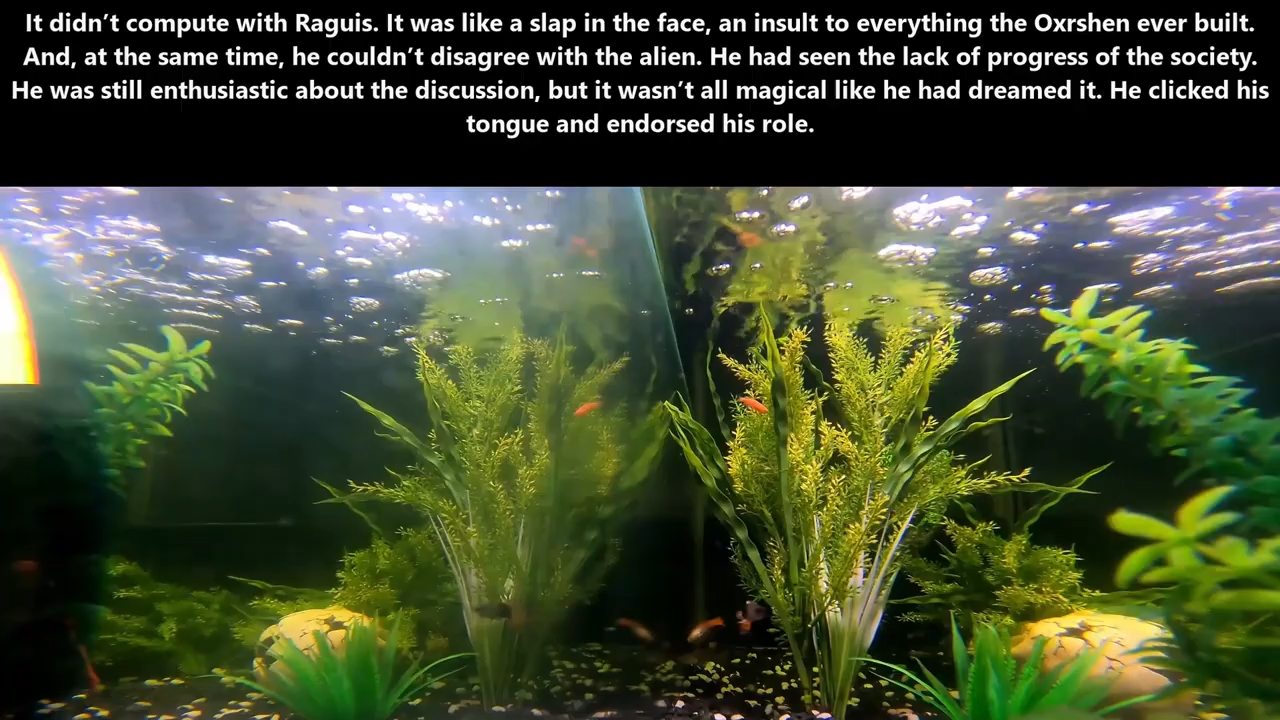 It didn’t compute with Raguis. It was like a slap in the face, an insult to everything the Oxrshen ever built.
And, at the same time, he couldn’t disagree with the alien. He had seen the lack of progress of the society.
He was still enthusiastic about the discussion, but it wasn’t all magical like he had dreamed it. He clicked his
tongue and endorsed his role.